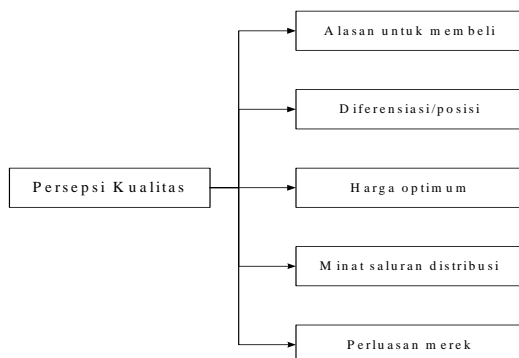 Alasan untuk membeli
Diferensiasi/posisi
Persepsi Kualitas
Harga optimum
Minat saluran distribusi
Perluasan merek